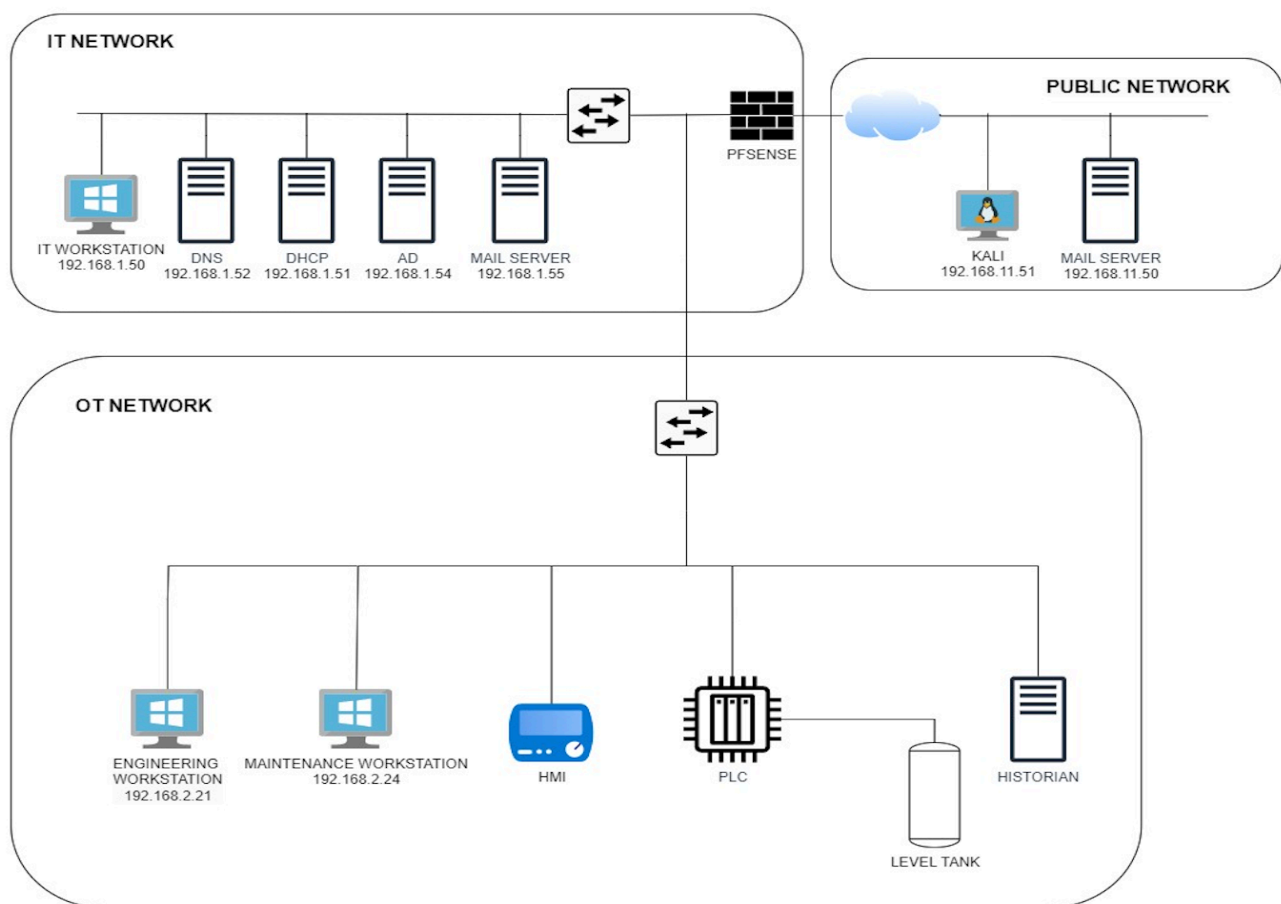 IT NETWORK
PUBLIC NETWORK
PFSENSE
IT WORKSTATION
192.168.1.50
DNS
192.168.1.52
DHCP
192.168.1.51
AD
192.168.1.54
MAIL SERVER
192.168.1.55
KALI
192.168.11.51
MAIL SERVER
192.168.11.50
OT NETWORK
ENGINEERING
WORKSTATION
192.168.2.21
MAINTENANCE WORKSTATION
192.168.2.24
HMI
PLC
LEVEL TANK
HISTORIAN